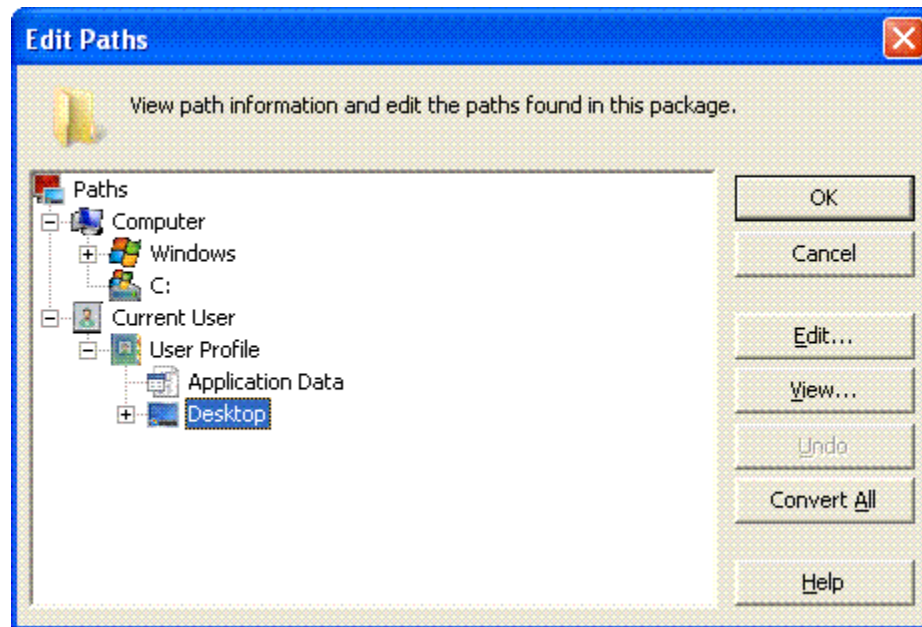 Edit Paths
View path information and edit the paths found in this package.
Paths
Computer
Windows
C:
Current User
User Profile
Application Data
Desktop
OK
Cancel
Edit...
View...
Undo
Convert All
Help